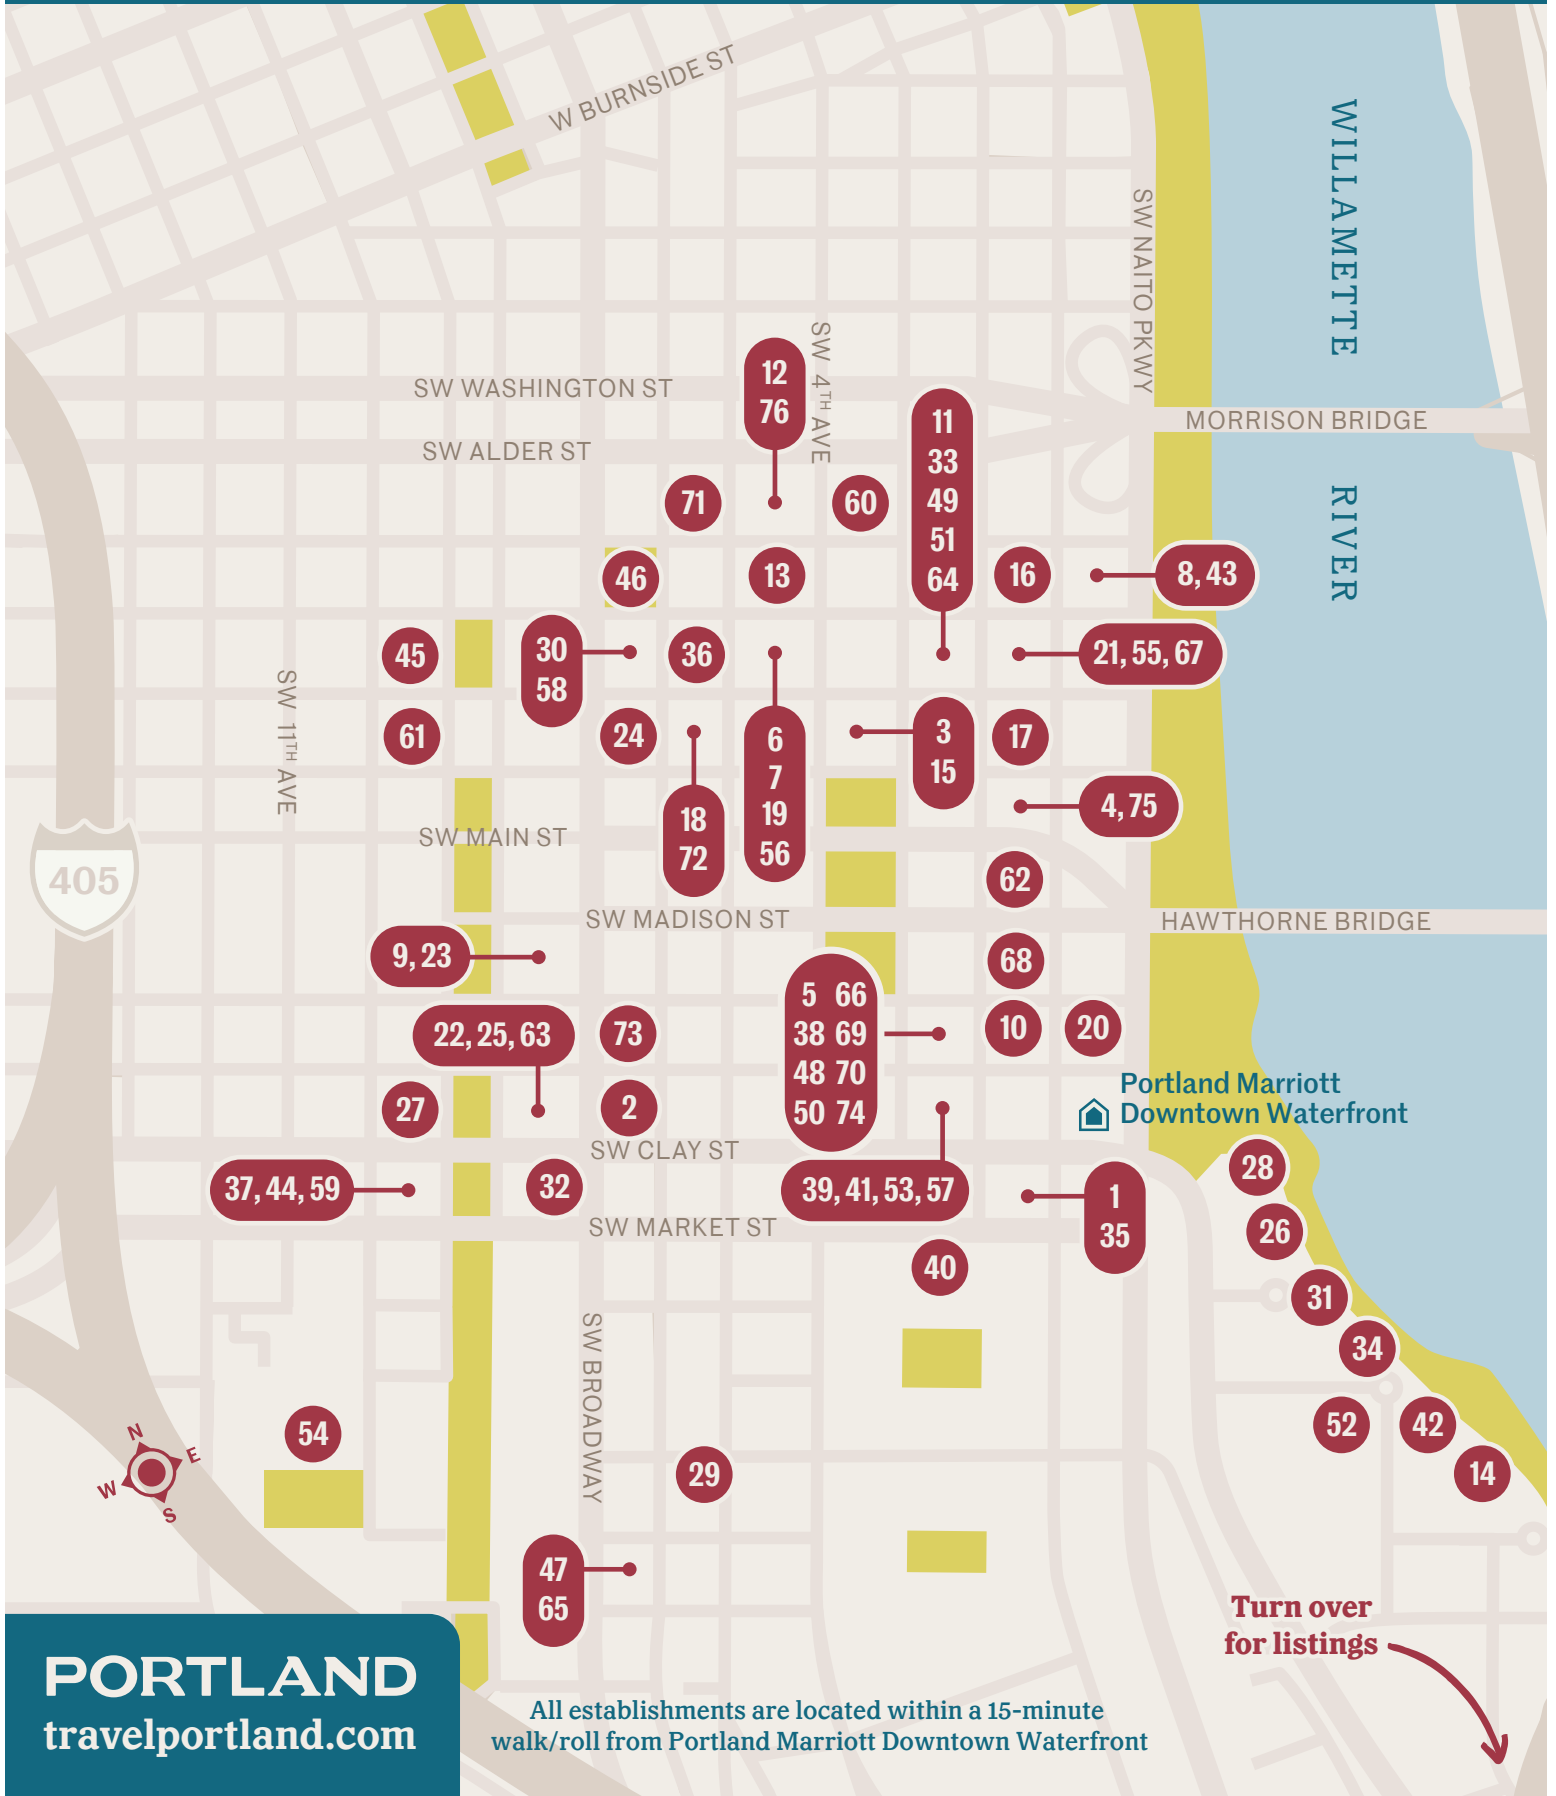 W BURNSIDE ST
WILLAMETTE
RIVER
SW NAITO PKWY
SW 4TH AVE
SW WASHINGTON ST
SW ALDER ST
MORRISON BRIDGE
12
76
11
33
49
51
64
71
60
46
13
16
8, 43
45
30
58
36
21, 55, 67
SW 11TH AVE
61
24
6
7
19
56
3
15
17
18
72
4, 75
SW MAIN ST
405
62
SW MADISON ST
HAWTHORNE BRIDGE
9, 23
68
5 66
38 69
48 70
50 74
22, 25, 63
73
10
20
Portland Marriott
Downtown Waterfront
27
2
SW CLAY ST
28
37, 44, 59
32
39, 41, 53, 57
1
35
SW MARKET ST
26
40
31
34
SW BROADWAY
54
52
42
29
14
N
E
W
S
47
65
Turn over
for listings
PORTLAND
travelportland.com
All establishments are located within a 15-minute
walk/roll from Portland Marriott Downtown Waterfront